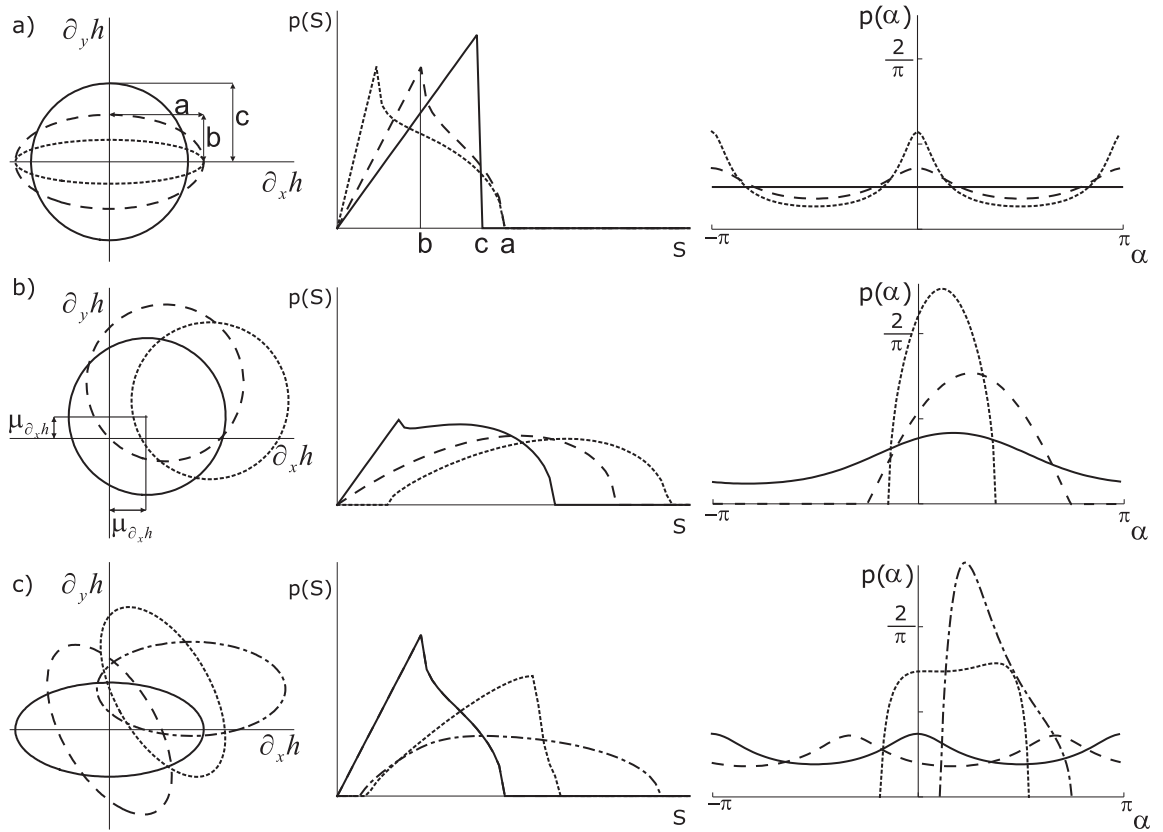 a)
∂_y h
a
b
c
∂_x h
p(S)
b
c
a
S
p(α)
2/π
−π
π
α
b)
∂_y h
μ_{∂_x h}
∂_x h
μ_{∂_x h}
p(S)
S
p(α)
2/π
−π
π
α
c)
∂_y h
∂_x h
p(S)
S
p(α)
2/π
−π
π
α